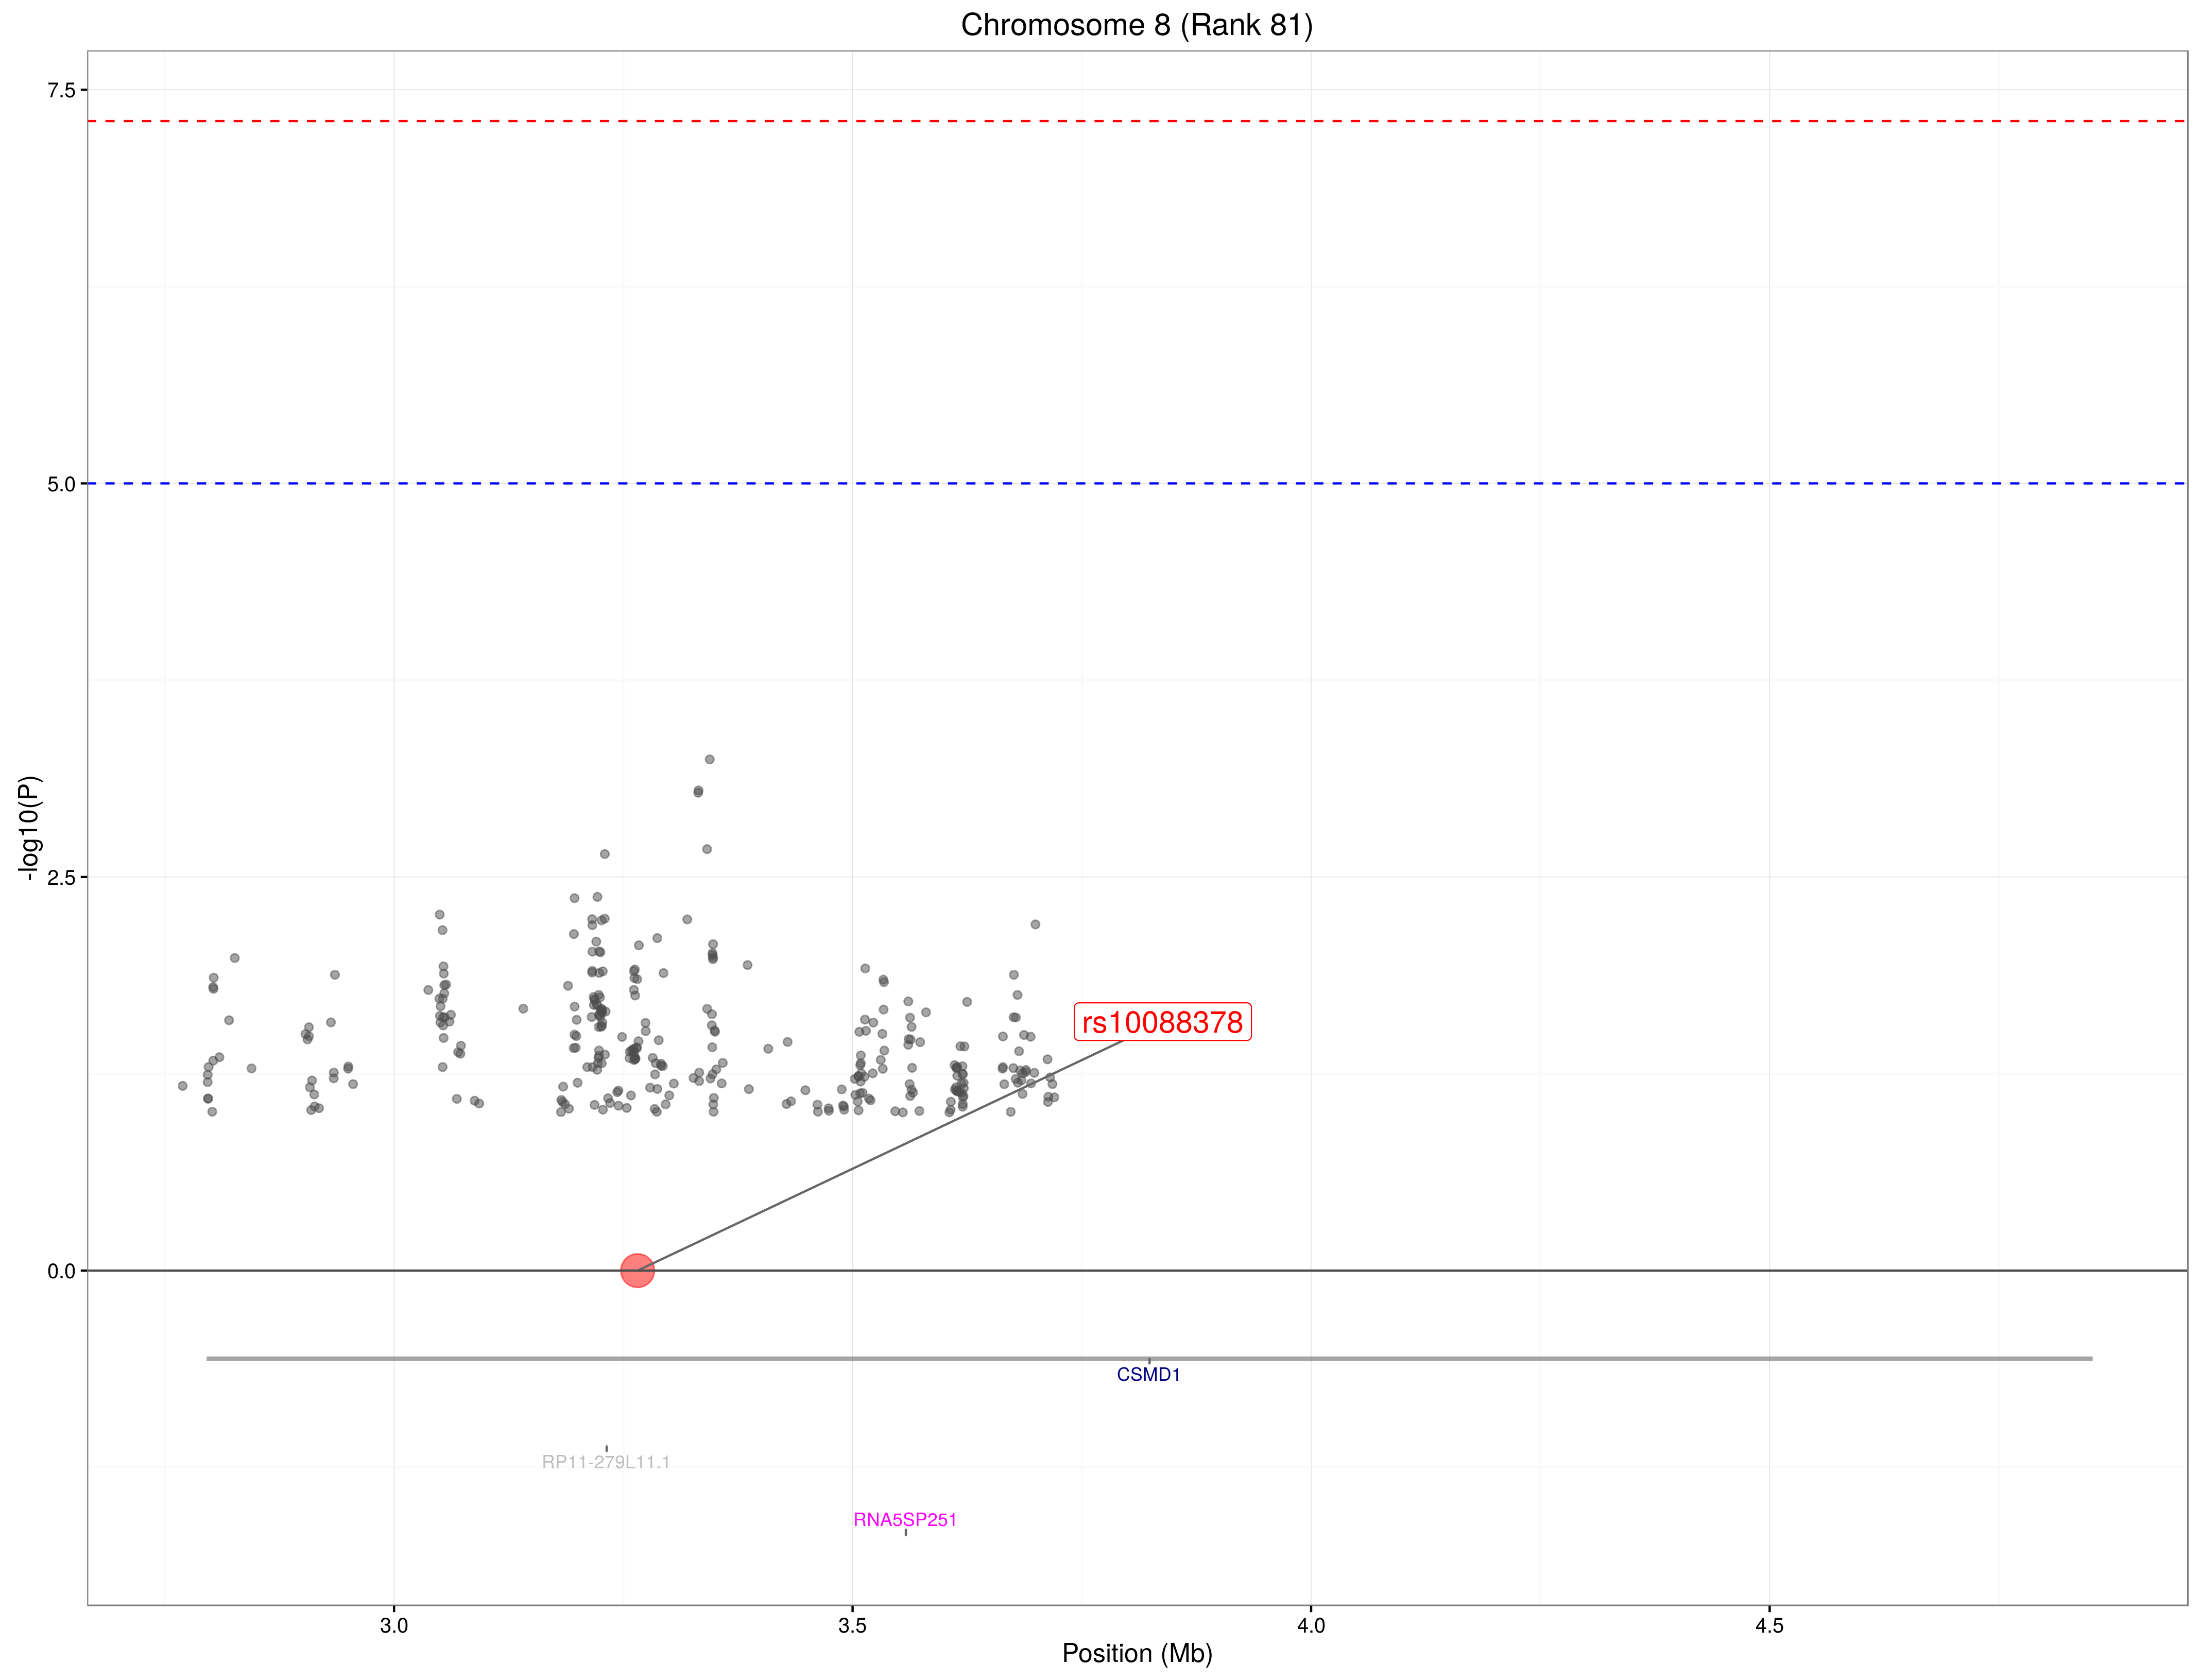 Chromosome 8 (Rank 81)
7.5
5.0
-log10(P)
2.5
rs10088378
0.0
CSMD1
RP11-279L11.1
RNA5SP251
3.0 3.5 4.0 4.5
Position (Mb)